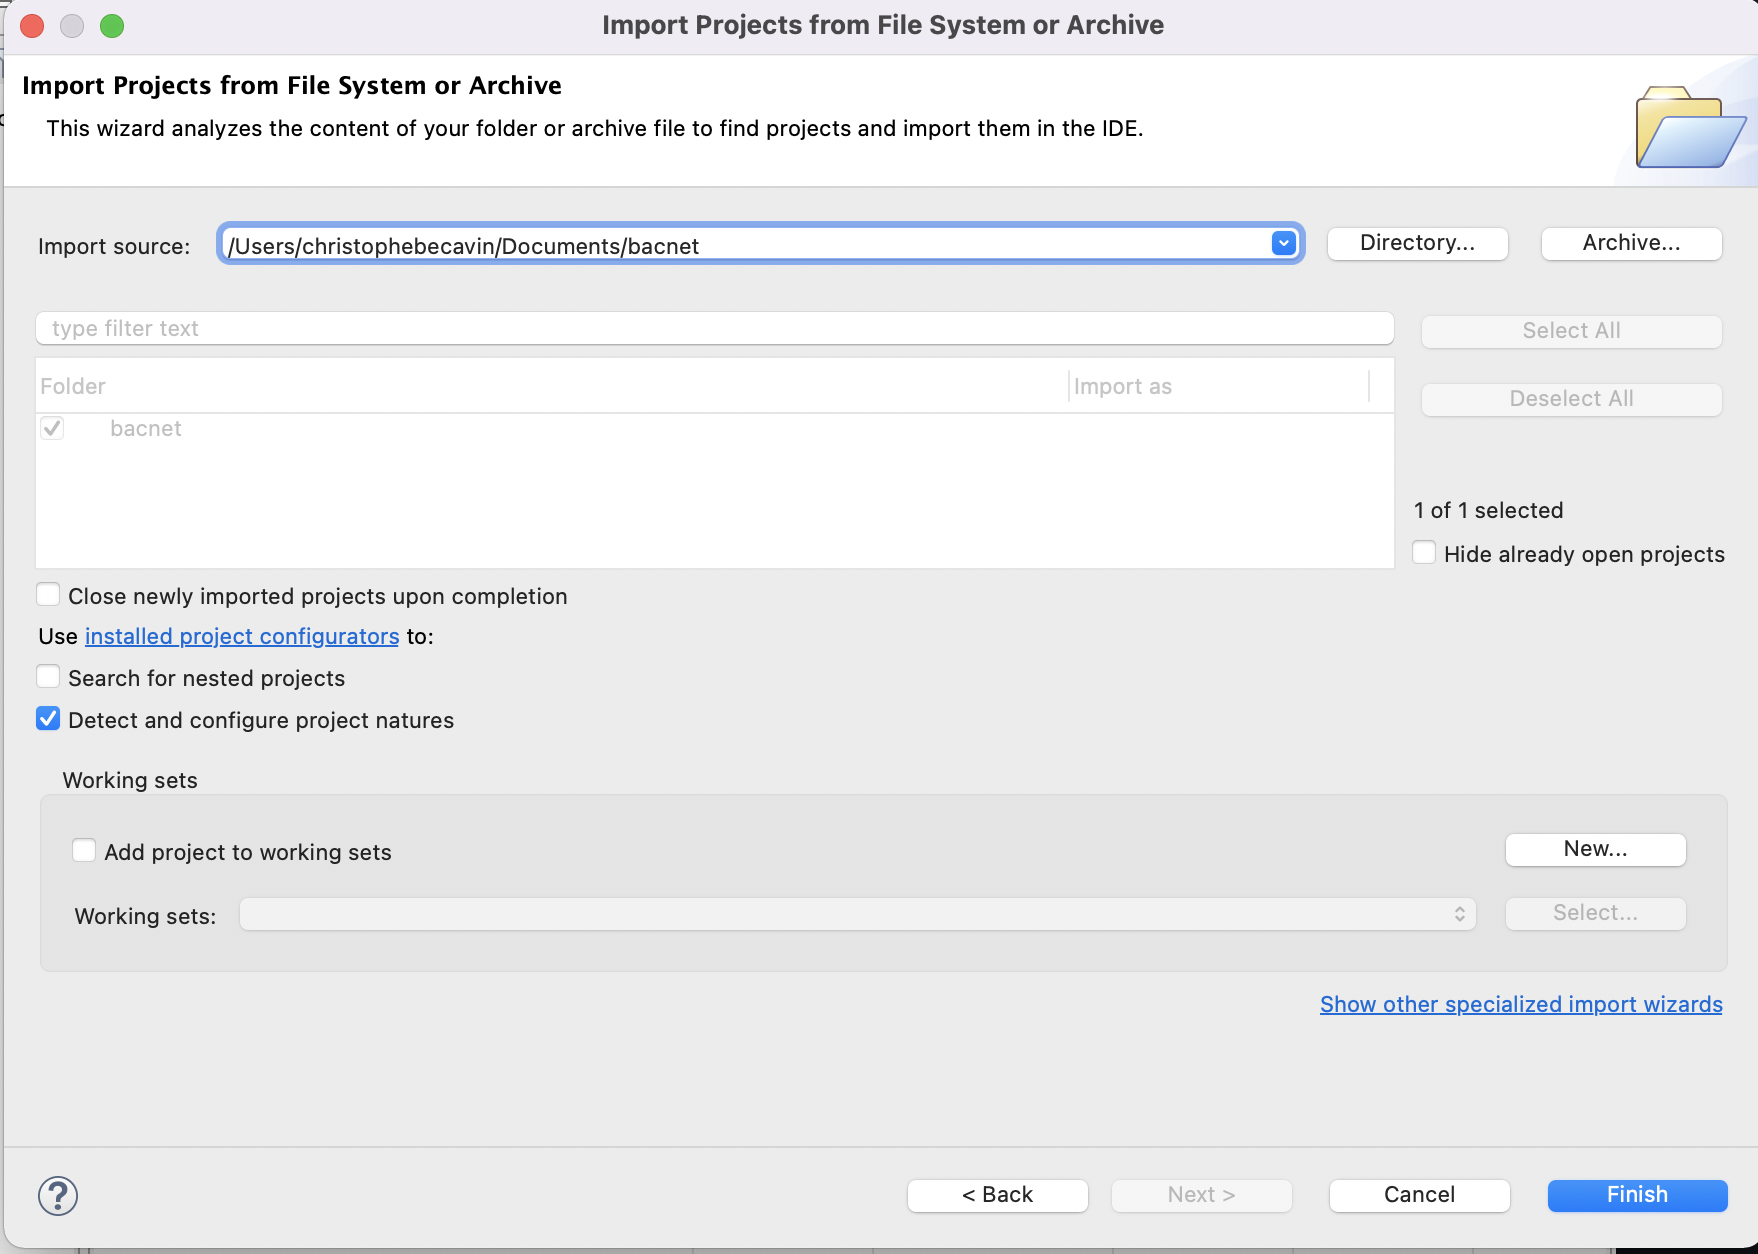 Import Projects from File System or Archive
Import Projects from File System or Archive
This wizard analyzes the content of your folder or archive file to find projects and import them in the IDE.
Import source: /Users/christophebecavin/Documents/bacnet Directory... Archive...
type filter text Select All
Folder Import as Deselect All
bacnet
1 of 1 selected
Hide already open projects
Close newly imported projects upon completion
Use installed project configurators to:
Search for nested projects
Detect and configure project natures
Working sets
Add project to working sets New...
Working sets: Select...
Show other specialized import wizards
? < Back Next > Cancel Finish